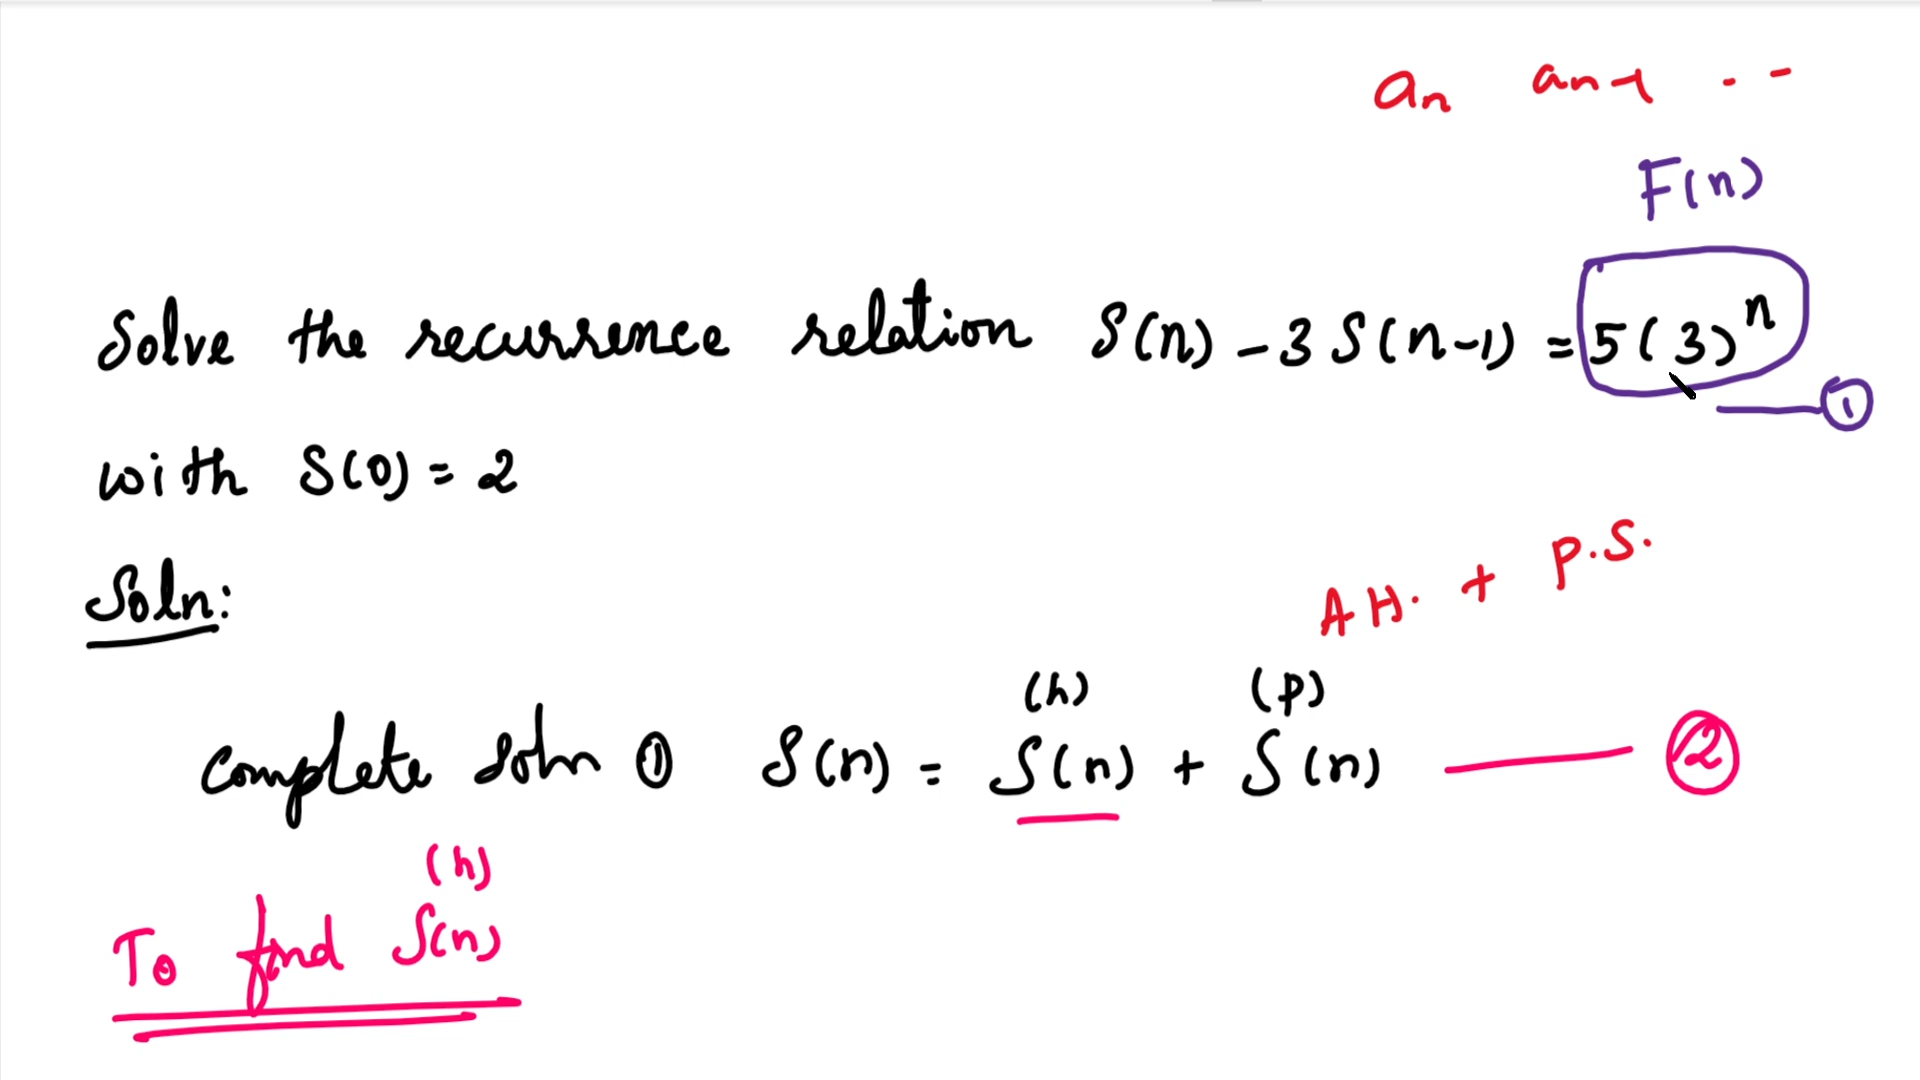 an an-1 - -
F(n)
Solve the recurrence relation S(n) - 3 S(n-1) = 5(3)^n
①
with S(0) = 2
Soln:
A H. + P.S.
(h) (p)
complete soln ① S(n) = S(n) + S(n) ②
(h)
To find S(n)